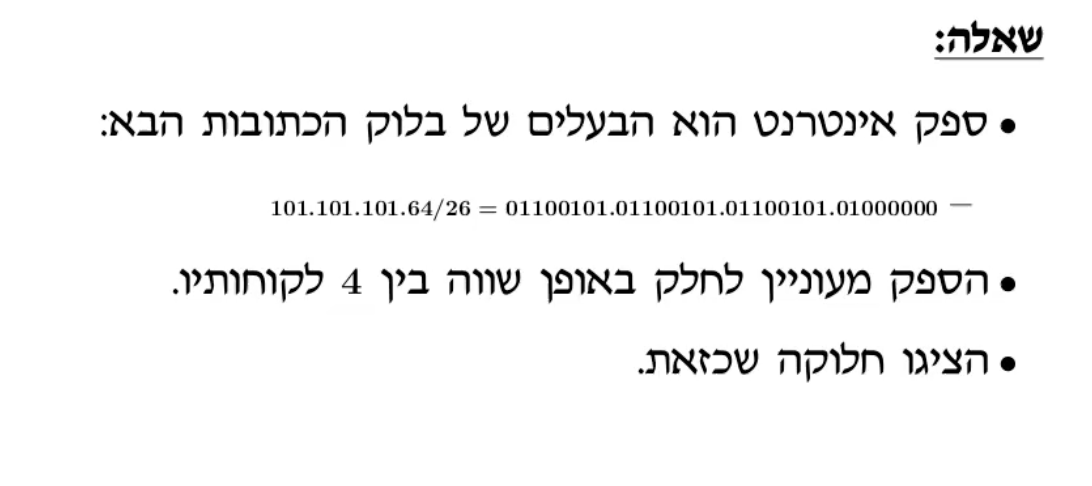 שאלה:
• ספק אינטרנט הוא הבעלים של בלוק הכתובות הבא:
– 101.101.101.64/26 = 01100101.01100101.01100101.01000000
• הספק מעוניין לחלק באופן שווה בין 4 לקוחותיו.
• הציגו חלוקה שכזאת.